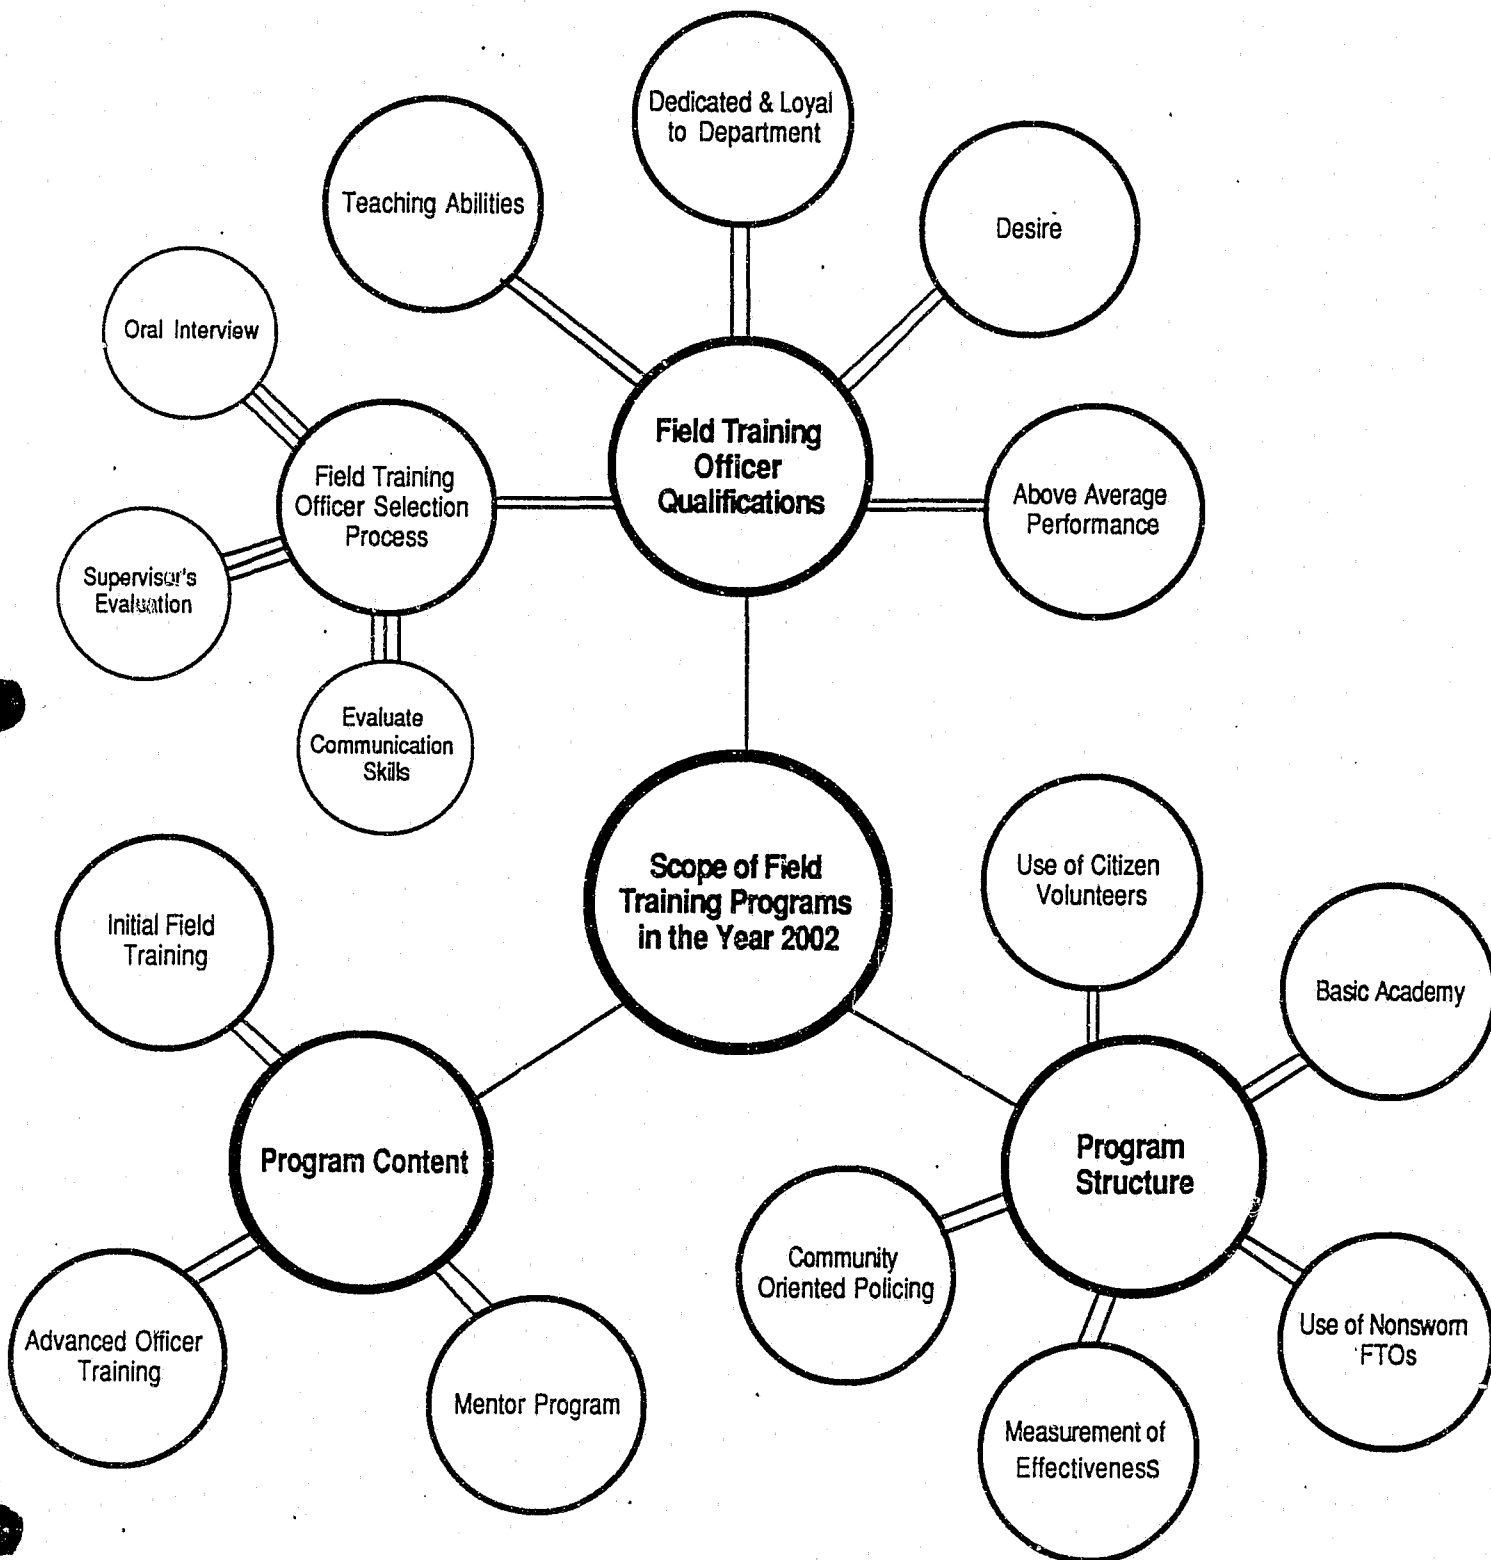 Dedicated & Loyal
to Department
Teaching Abilities
Desire
Oral Interview
Field Training
Officer
Qualifications
Field Training
Officer Selection
Process
Above Average
Performance
Supervisor's
Evaluation
Evaluate
Communication
Skills
Scope of Field
Training Programs
in the Year 2002
Use of Citizen
Volunteers
Initial Field
Training
Basic Academy
Program Content
Program
Structure
Community
Oriented Policing
Advanced Officer
Training
Use of Nonsworn
FTOs
Mentor Program
Measurement of
Effectiveness